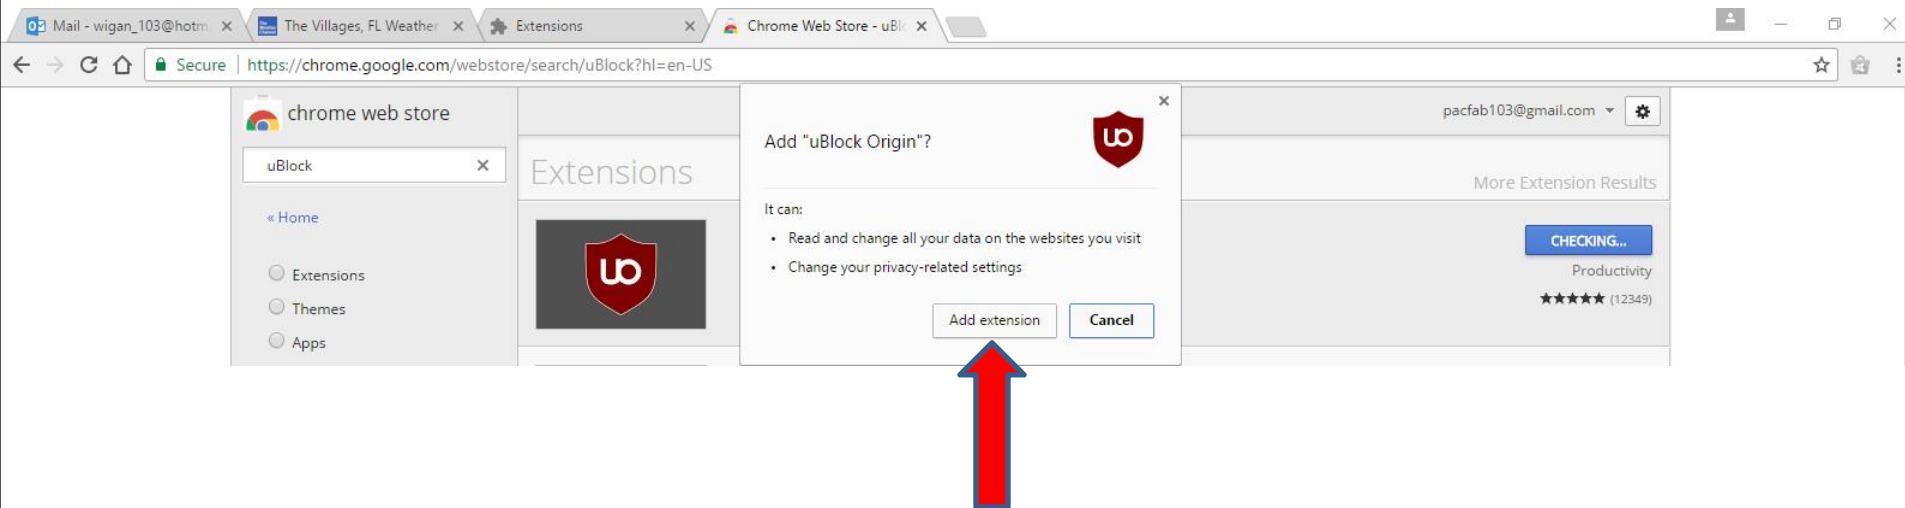 Mail - wigan_103@hotm
The Villages, FL Weather
Extensions
Chrome Web Store - uBlo
Secure
https://chrome.google.com/webstore/search/uBlock?hl=en-US
chrome web store
pacfab103@gmail.com
Add "uBlock Origin"?
uBlock
Extensions
More Extension Results
« Home
It can:
• Read and change all your data on the websites you visit
• Change your privacy-related settings
CHECKING...
Productivity
★★★★★ (12349)
Extensions
Themes
Apps
Add extension
Cancel